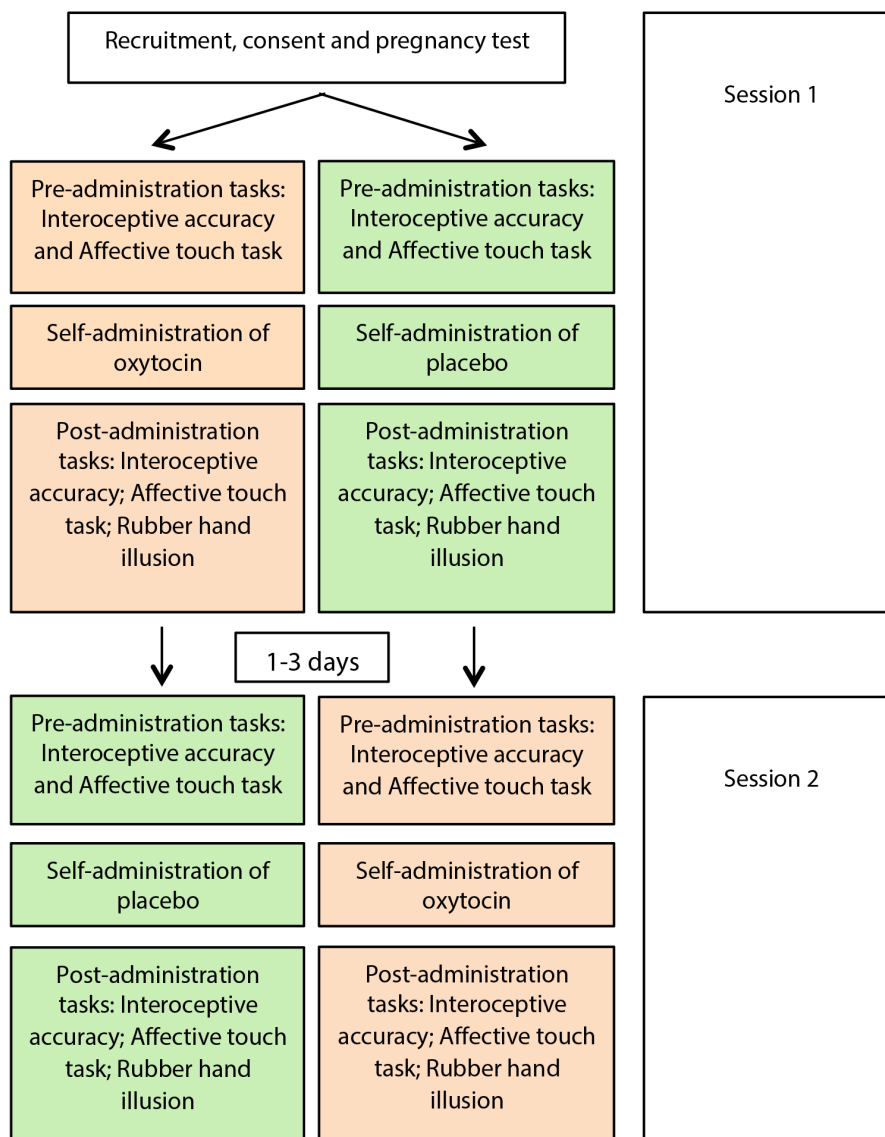 Recruitment, consent and pregnancy test
Session 1
Pre-administration tasks:
Interoceptive accuracy
and Affective touch task
Pre-administration tasks:
Interoceptive accuracy
and Affective touch task
Self-administration of
oxytocin
Self-administration of
placebo
Post-administration
tasks: Interoceptive
accuracy; Affective touch
task; Rubber hand
illusion
Post-administration
tasks: Interoceptive
accuracy; Affective touch
task; Rubber hand
illusion
1-3 days
Pre-administration tasks:
Interoceptive accuracy
and Affective touch task
Pre-administration tasks:
Interoceptive accuracy
and Affective touch task
Session 2
Self-administration of
placebo
Self-administration of
oxytocin
Post-administration
tasks: Interoceptive
accuracy; Affective touch
task; Rubber hand
illusion
Post-administration
tasks: Interoceptive
accuracy; Affective touch
task; Rubber hand
illusion